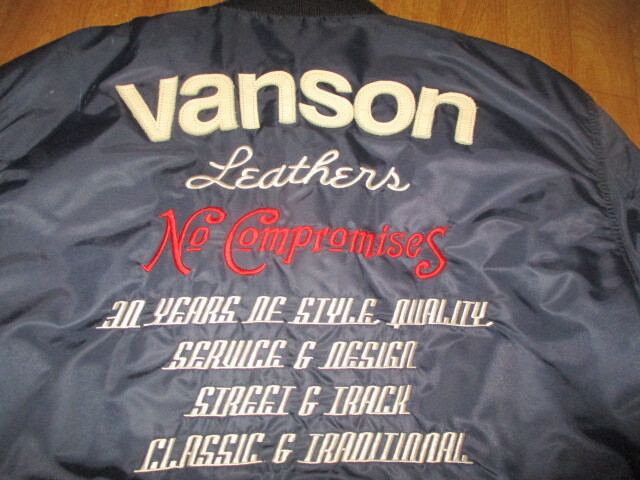 vanson
Leathers
No Compromises
30 YEARS OF STYLE, QUALITY,
SERVICE & DESIGN
STREET & TRACK
CLASSIC & TRADITIONAL